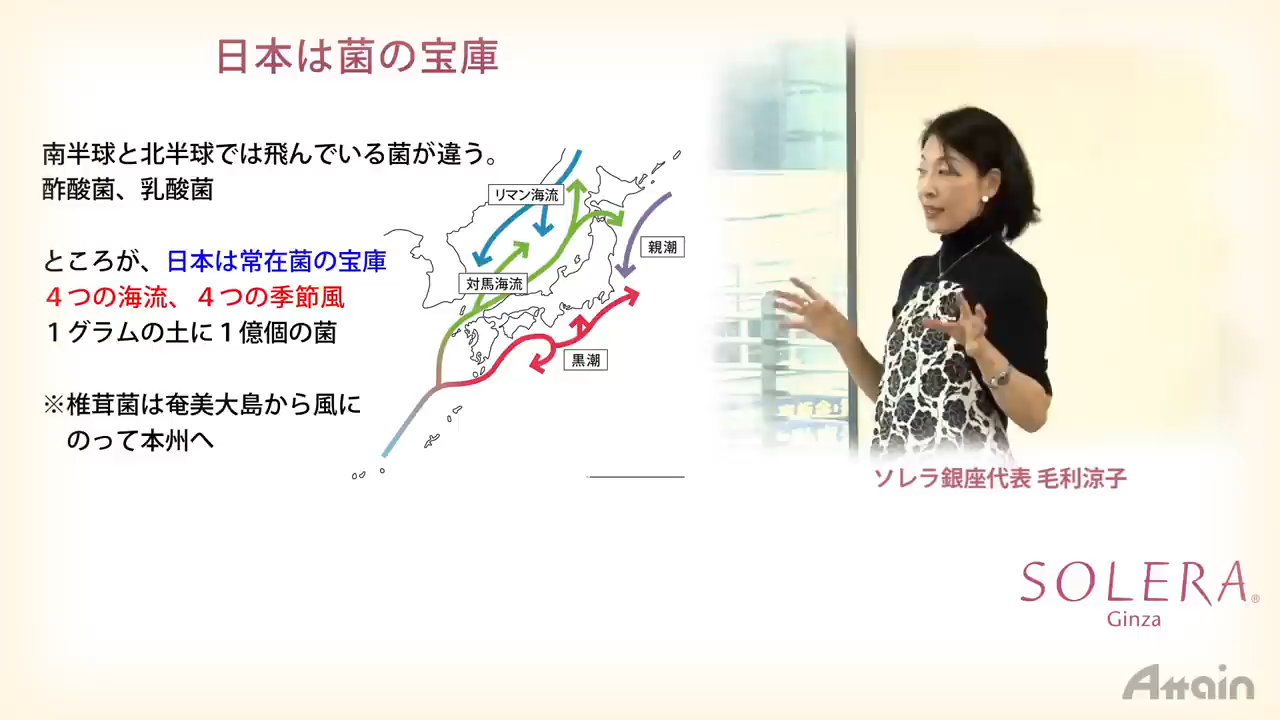 日本は菌の宝庫
南半球と北半球では飛んでいる菌が違う。
酢酸菌、乳酸菌
ところが、日本は常在菌の宝庫
４つの海流、４つの季節風
１グラムの土に１億個の菌
※椎茸菌は奄美大島から風に
のって本州へ
リマン海流
親潮
対馬海流
黒潮
ソレラ銀座代表 毛利涼子
SOLERA®
Ginza
Attain